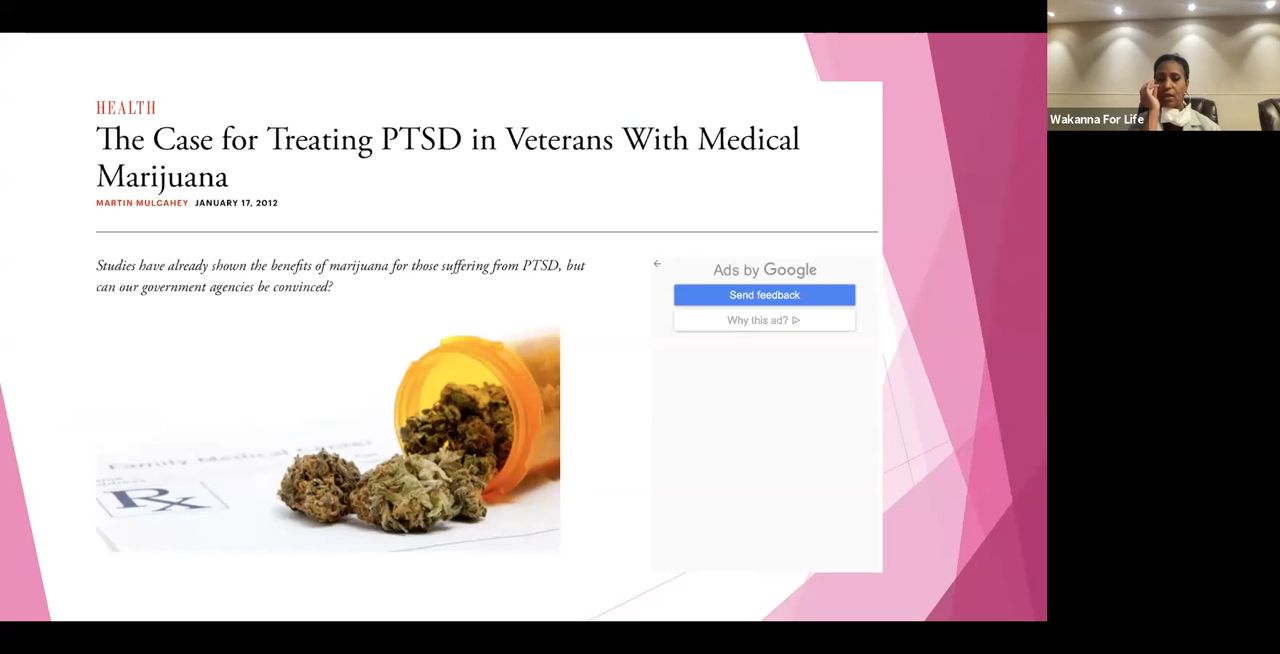 HEALTH
The Case for Treating PTSD in Veterans With Medical
Marijuana
MARTIN MULCAHEY JANUARY 17, 2012
Studies have already shown the benefits of marijuana for those suffering from PTSD, but
can our government agencies be convinced?
Ads by Google
Send feedback
Why this ad?
Family Medical
Rx
Wakanna For Life